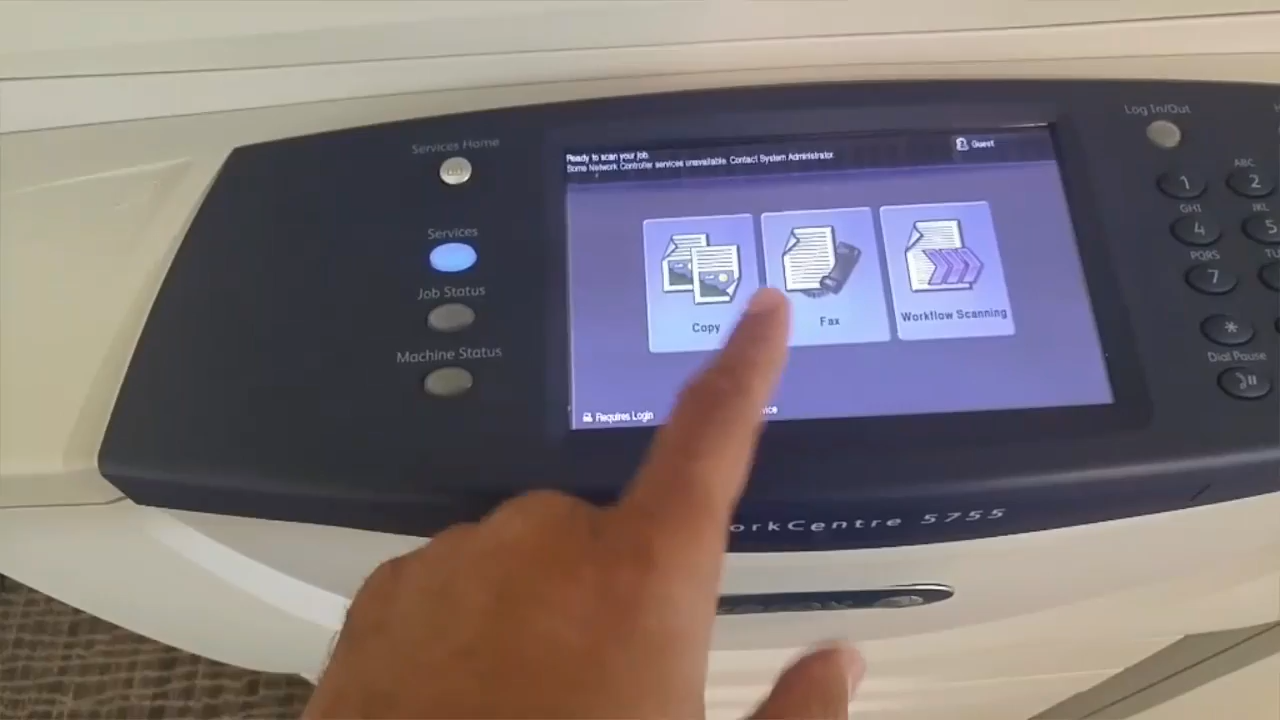 Services Home
Services
Job Status
Machine Status
Ready to scan your job.
Some Network Controller services unavailable. Contact System Administrator.
Guest
Copy
Fax
Workflow Scanning
Requires Login
vice
orkCentre 5755
Log In/Out
1
ABC
2
GHI
4
JKL
5
PQRS
7
TU
*
Dial Pause